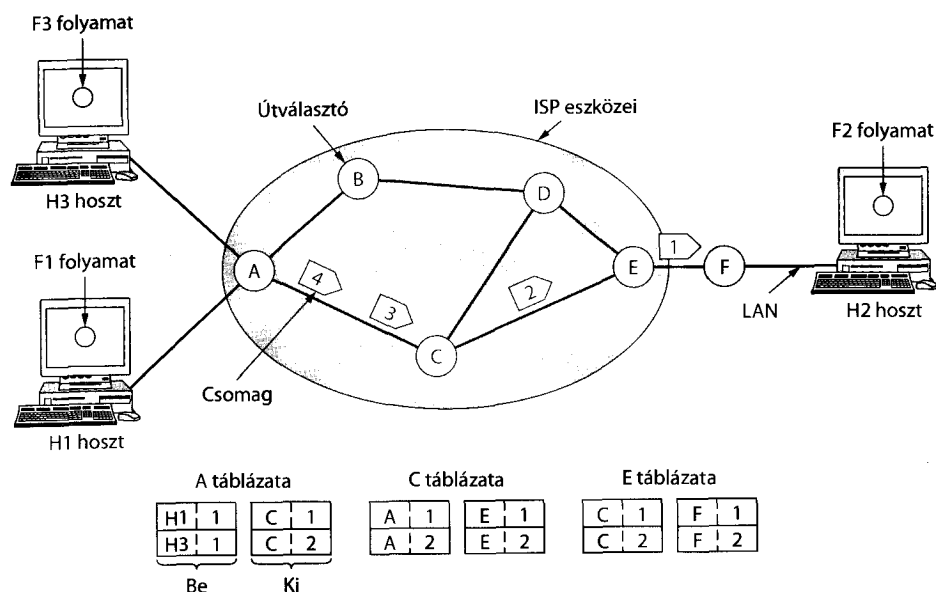 F3 folyamat
Útválasztó
ISP eszközei
F2 folyamat
H3 hoszt
B
D
F1 folyamat
A
4
3
2
1
E
F
C
LAN
H2 hoszt
Csomag
H1 hoszt
A táblázata
C táblázata
E táblázata
H1 1 C 1 A 1 E 1 C 1 F 1
H3 1 C 2 A 2 E 2 C 2 F 2
Be Ki